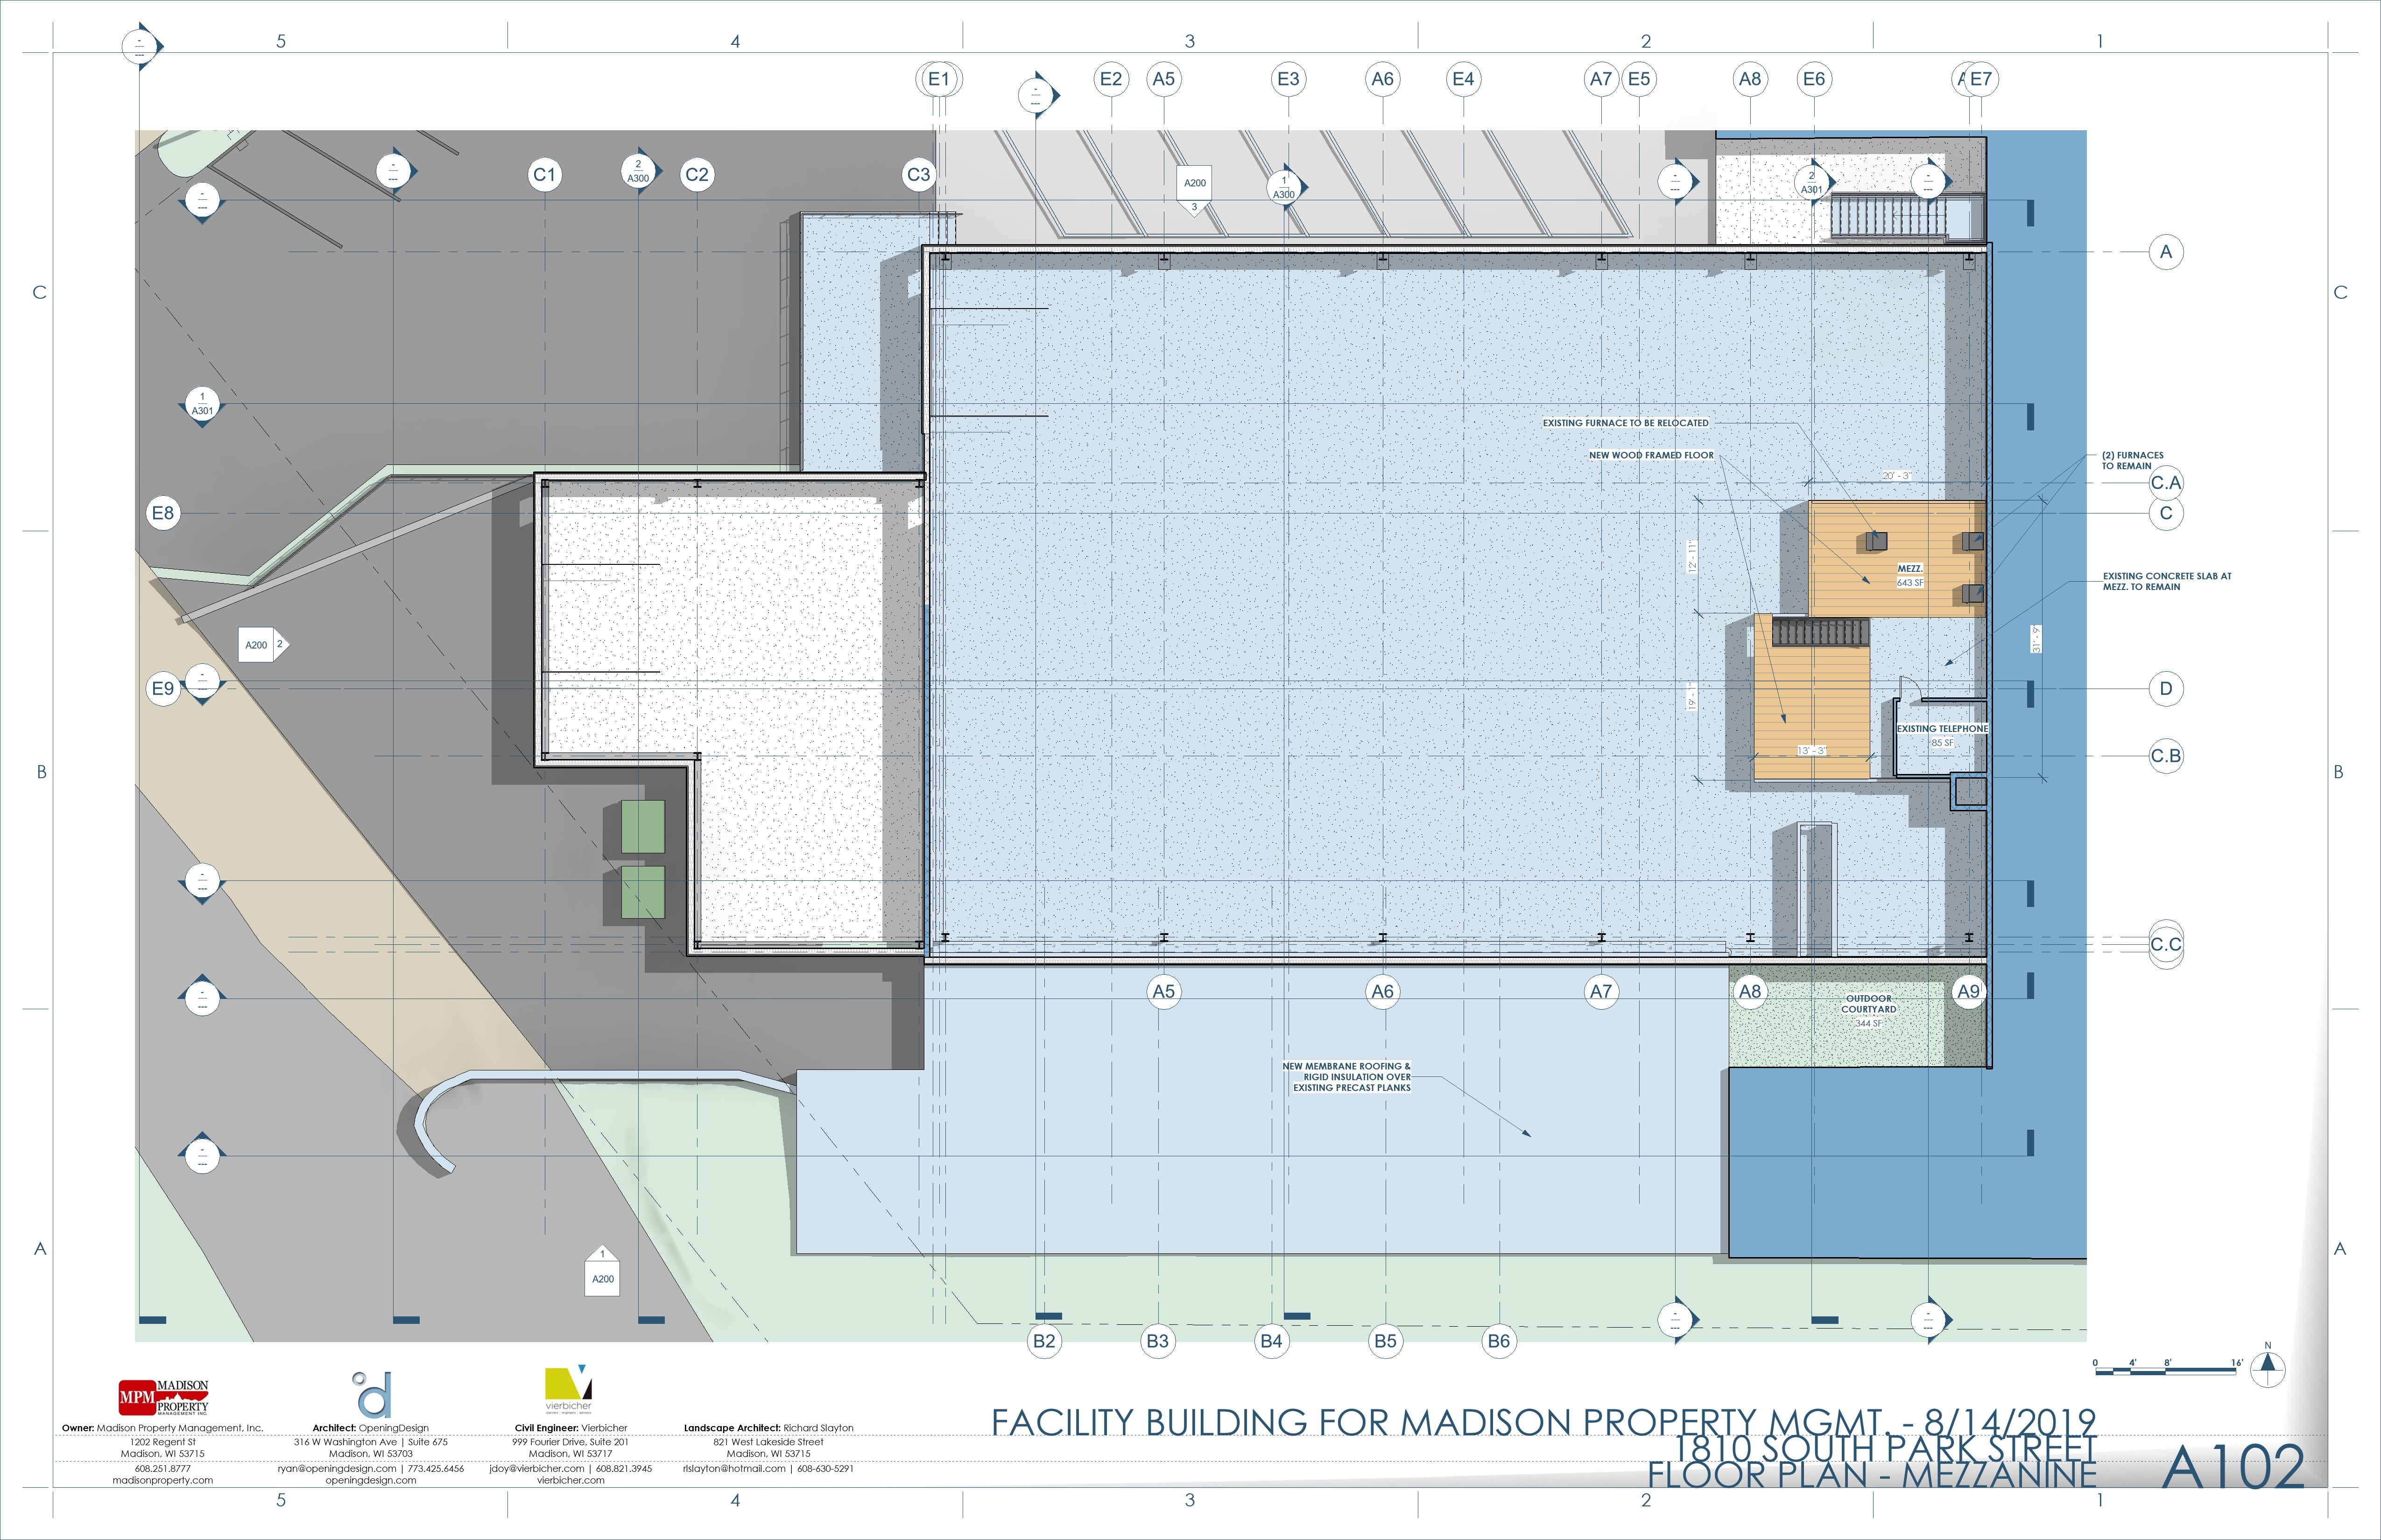 5 4 3 2 1
E1 E2 A5 E3 A6 E4 A7 E5 A8 E6 E7
C1
2
A300
C2
C3
A200
3
1
A300
2
A301
A
C
C
1
A301
EXISTING FURNACE TO BE RELOCATED
NEW WOOD FRAMED FLOOR
(2) FURNACES
TO REMAIN
20' - 3"
C.A
E8
C
12' - 11"
MEZZ.
643 SF
EXISTING CONCRETE SLAB AT
MEZZ. TO REMAIN
A200 2
31' - 9"
E9
D
19' - 
EXISTING TELEPHONE
85 SF
13' - 3"
C.B
B
B
C.C
A5 A6 A7 A8 A9
OUTDOOR
COURTYARD
344 SF
NEW MEMBRANE ROOFING &
RIGID INSULATION OVER
EXISTING PRECAST PLANKS
A
A
1
A200
B2 B3 B4 B5 B6
N
0 4' 8' 16'
MPM MADISON
PROPERTY
MANAGEMENT INC.
d
vierbicher
planners | engineers | advisors
Owner: Madison Property Management, Inc.
1202 Regent St
Madison, WI 53715
608.251.8777
madisonproperty.com
Architect: OpeningDesign
316 W Washington Ave | Suite 675
Madison, WI 53703
ryan@openingdesign.com | 773.425.6456
openingdesign.com
Civil Engineer: Vierbicher
999 Fourier Drive, Suite 201
Madison, WI 53717
jdoy@vierbicher.com | 608.821.3945
vierbicher.com
Landscape Architect: Richard Slayton
821 West Lakeside Street
Madison, WI 53715
rlslayton@hotmail.com | 608-630-5291
FACILITY BUILDING FOR MADISON PROPERTY MGMT. - 8/14/2019
1810 SOUTH PARK STREET
FLOOR PLAN - MEZZANINE
A102
5 4 3 2 1